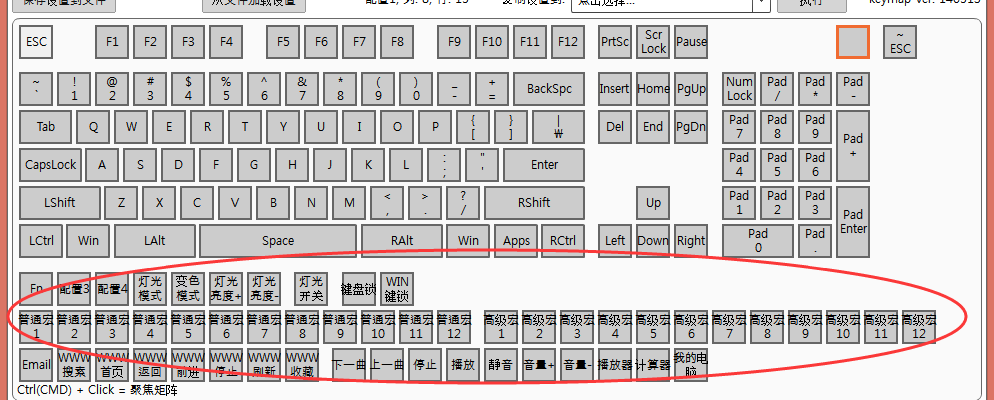 保存设置到文件 从文件加载设置 配置1, 列: 8, 行: 15 复制设置到: 点击选择... 执行 keymap ver: 140515
ESC F1 F2 F3 F4 F5 F6 F7 F8 F9 F10 F11 F12 PrtSc Scr Lock Pause ~ ESC
~ ` ! 1 @ 2 # 3 $ 4 % 5 ^ 6 & 7 * 8 ( 9 ) 0 _ - + = BackSpc Insert Home PgUp Num Lock Pad / Pad * Pad -
Tab Q W E R T Y U I O P { [ } ] | ₩ Del End PgDn Pad 7 Pad 8 Pad 9 Pad +
CapsLock A S D F G H J K L : ; " ' Enter Pad 4 Pad 5 Pad 6
LShift Z X C V B N M < , > . ? / RShift Up Pad 1 Pad 2 Pad 3 Pad Enter
LCtrl Win LAlt Space RAlt Win Apps RCtrl Left Down Right Pad 0 Pad .
Fn 配置3 配置4 灯光模式 变色模式 灯光亮度+ 灯光亮度- 灯光开关 键盘锁 WIN键锁
普通宏1 普通宏2 普通宏3 普通宏4 普通宏5 普通宏6 普通宏7 普通宏8 普通宏9 普通宏10 普通宏11 普通宏12 高级宏1 高级宏2 高级宏3 高级宏4 高级宏5 高级宏6 高级宏7 高级宏8 高级宏9 高级宏10 高级宏11 高级宏12
Email WWW搜索 WWW首页 WWW返回 WWW前进 WWW停止 WWW刷新 WWW收藏 下一曲 上一曲 停止 播放 静音 音量+ 音量- 播放器 计算器 我的电脑
Ctrl(CMD) + Click = 聚焦矩阵